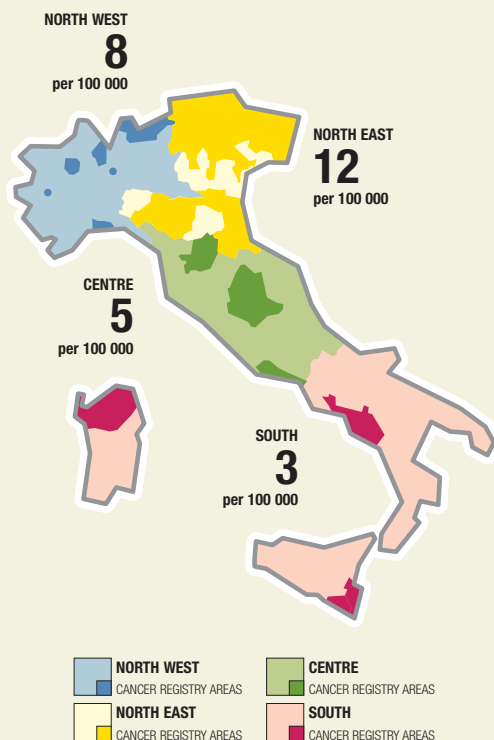 NORTH WEST
8
per 100 000
NORTH EAST
12
per 100 000
CENTRE
5
per 100 000
SOUTH
3
per 100 000
NORTH WEST
CANCER REGISTRY AREAS
CENTRE
CANCER REGISTRY AREAS
NORTH EAST
CANCER REGISTRY AREAS
SOUTH
CANCER REGISTRY AREAS